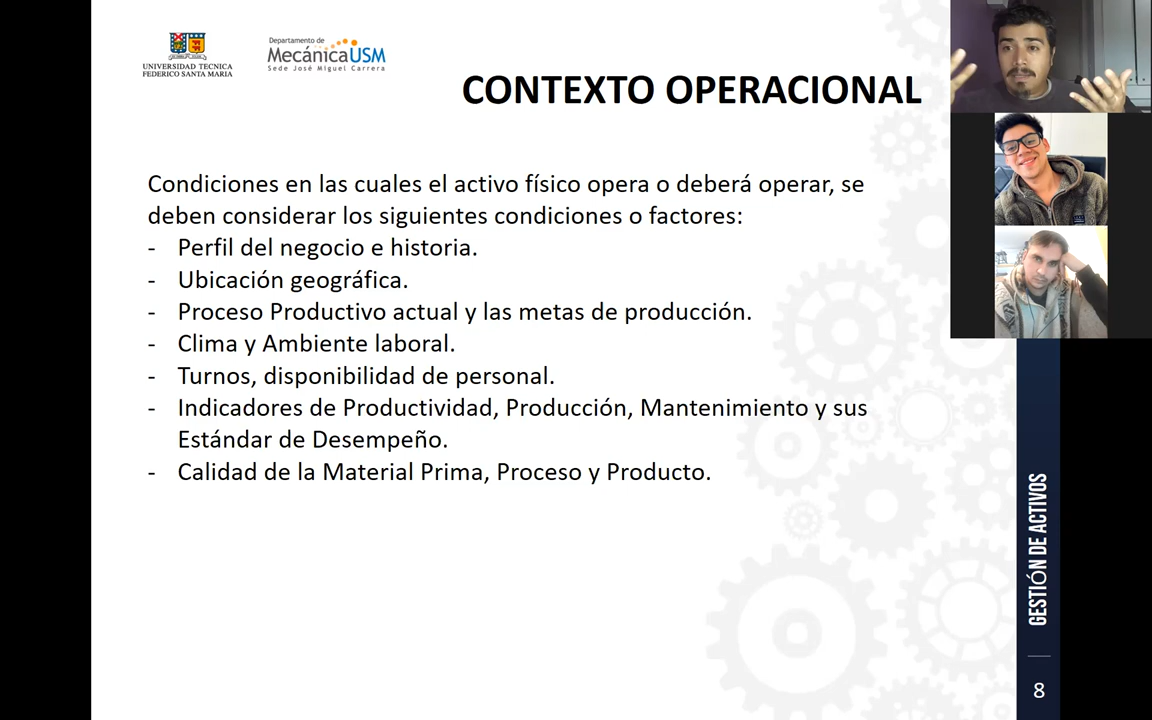 UNIVERSIDAD TECNICA
FEDERICO SANTA MARIA
Departamento de
MecánicaUSM
Sede José Miguel Carrera
CONTEXTO OPERACIONAL
Condiciones en las cuales el activo físico opera o deberá operar, se
deben considerar los siguientes condiciones o factores:
- Perfil del negocio e historia.
- Ubicación geográfica.
- Proceso Productivo actual y las metas de producción.
- Clima y Ambiente laboral.
- Turnos, disponibilidad de personal.
- Indicadores de Productividad, Producción, Mantenimiento y sus
Estándar de Desempeño.
- Calidad de la Material Prima, Proceso y Producto.
GESTIÓN DE ACTIVOS
8